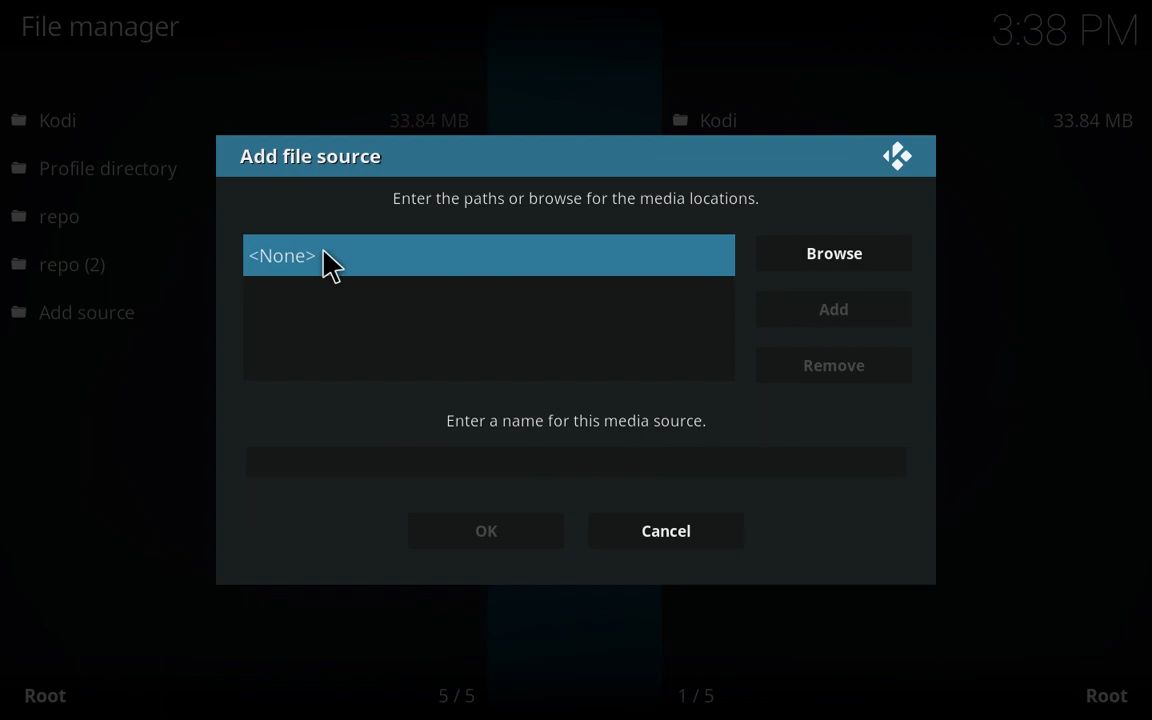 File manager
3:38 PM
Kodi 33.84 MB
Kodi 33.84 MB
Profile directory
repo
repo (2)
Add source
Add file source
Enter the paths or browse for the media locations.
<None>
Browse
Add
Remove
Enter a name for this media source.
OK
Cancel
Root 5 / 5 1 / 5 Root